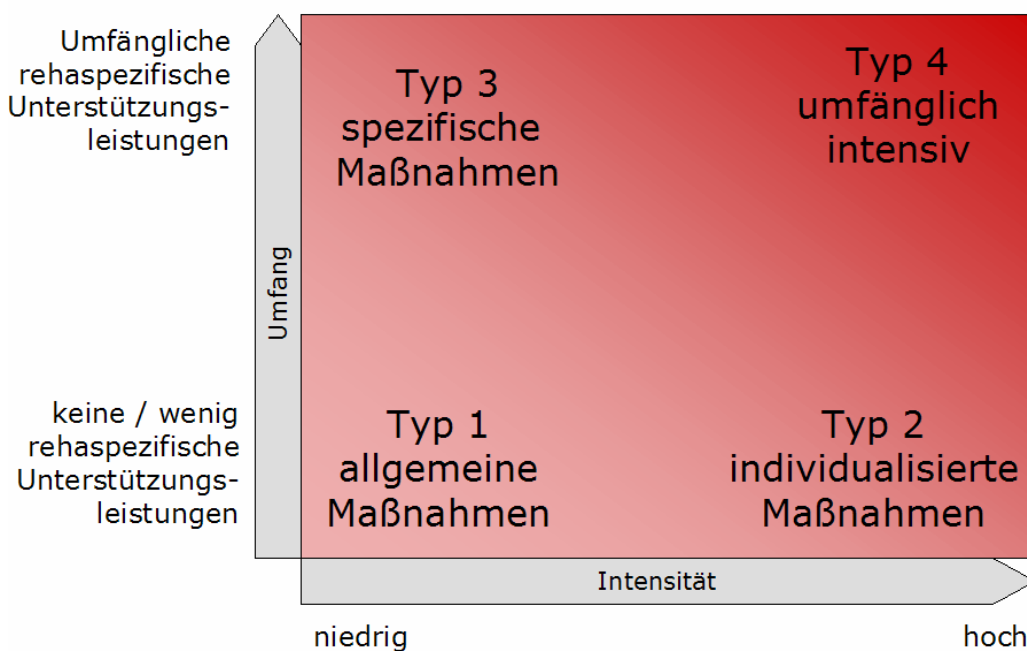 Umfängliche
rehaspezifische
Unterstützungs-
leistungen
Typ 3
spezifische
Maßnahmen
Typ 4
umfänglich
intensiv
Umfang
keine / wenig
rehaspezifische
Unterstützungs-
leistungen
Typ 1
allgemeine
Maßnahmen
Typ 2
individualisierte
Maßnahmen
Intensität
niedrig
hoch